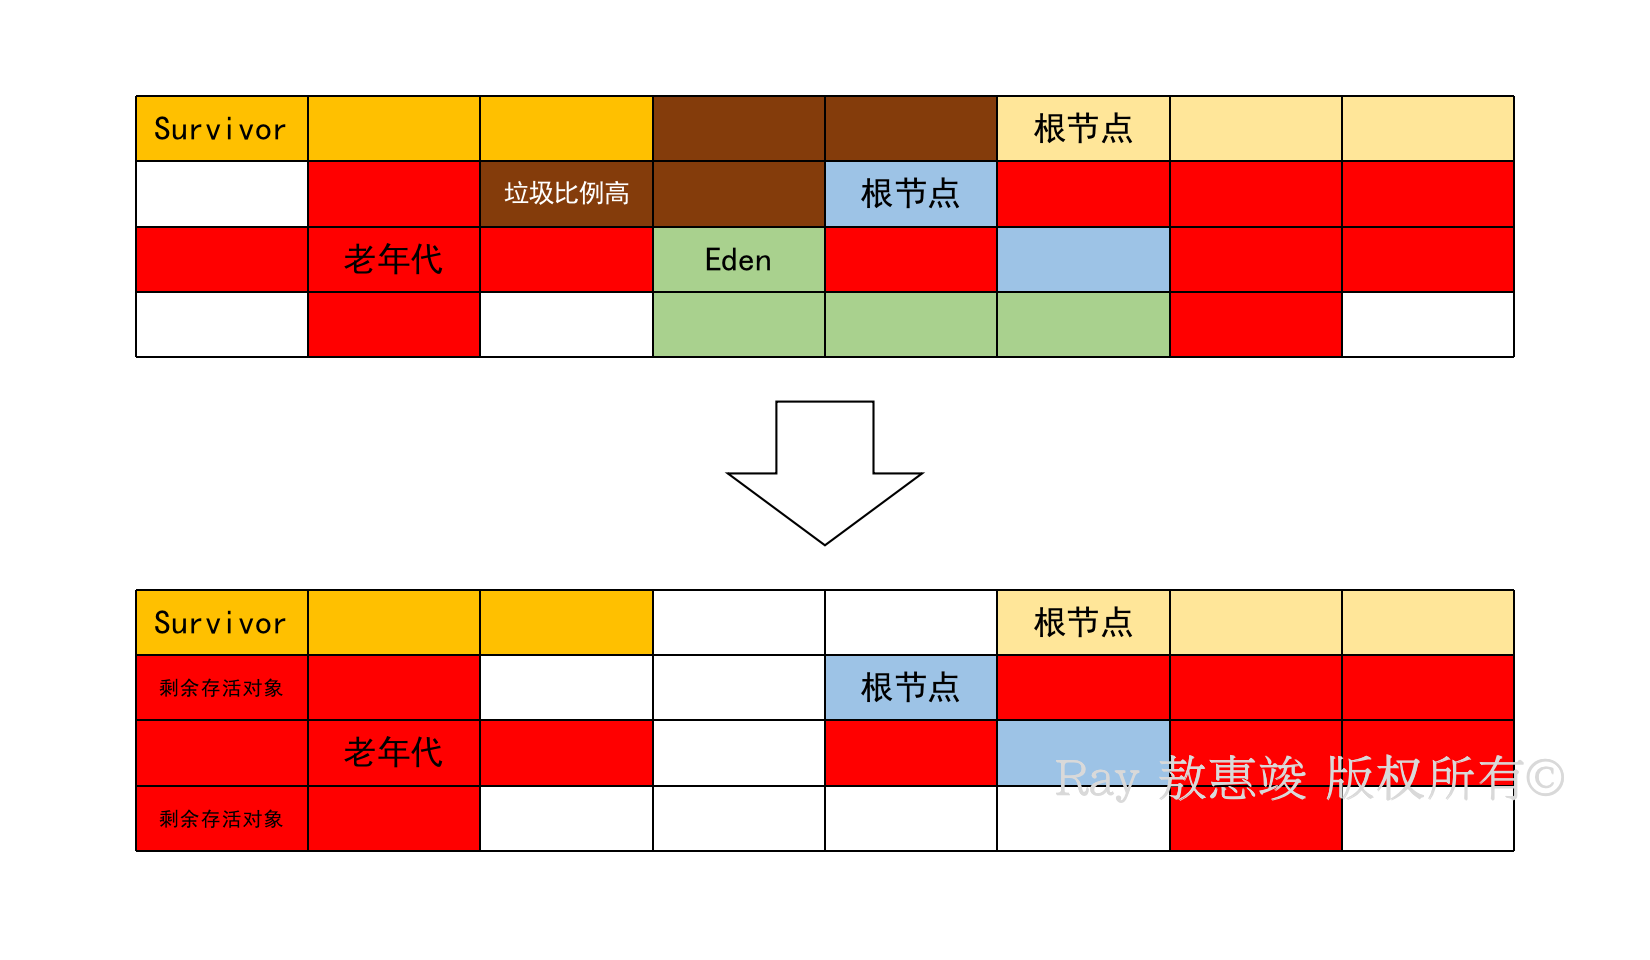 Survivor
根节点
垃圾比例高
根节点
老年代
Eden
Survivor
根节点
剩余存活对象
根节点
老年代
Ray 敖惠竣 版权所有©
剩余存活对象